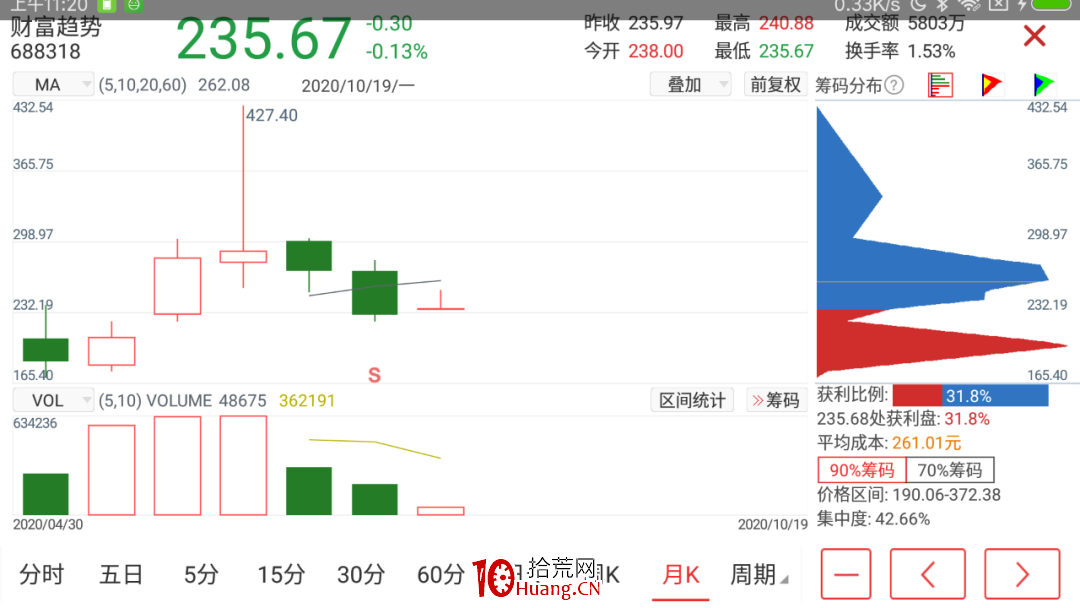 上午11:20 0.33K/s
财富趋势 688318
235.67 -0.30 -0.13%
昨收 235.97 最高 240.88 成交额 5803万
今开 238.00 最低 235.67 换手率 1.53%
MA (5,10,20,60) 262.08 2020/10/19/一 叠加 前复权 筹码分布?
432.54 427.40 432.54
365.75 365.75
298.97 298.97
232.19 232.19
165.40 S 165.40
VOL (5,10) VOLUME 48675 362191 区间统计 »筹码
634236
2020/04/30 2020/10/19
获利比例: 31.8%
235.68处获利盘: 31.8%
平均成本: 261.01元
90%筹码 70%筹码
价格区间: 190.06-372.38
集中度: 42.66%
分时 五日 5分 15分 30分 60分 K 月K 周期
10 拾荒网
Huang.CN